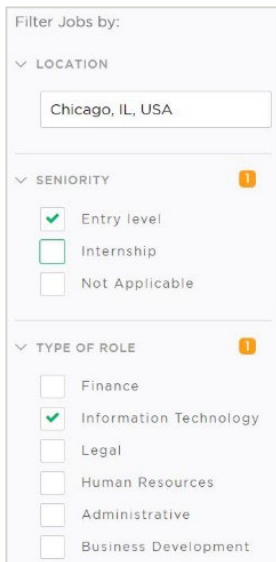 Filter Jobs by:
LOCATION
Chicago, IL, USA
SENIORITY 1
Entry level
Internship
Not Applicable
TYPE OF ROLE 1
Finance
Information Technology
Legal
Human Resources
Administrative
Business Development